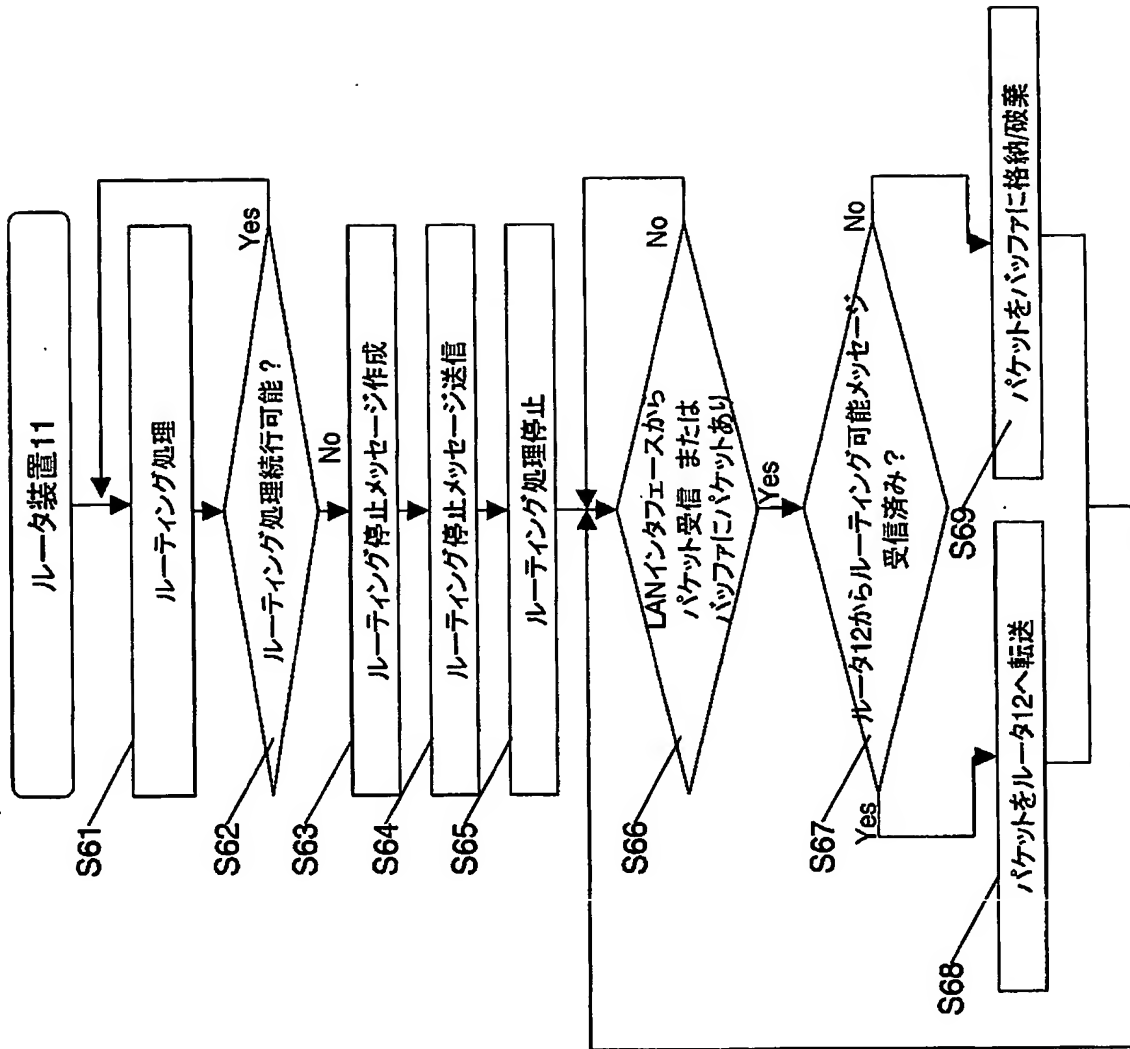 ルータ装置11
S61
ルーティング処理
S62
ルーティング処理続行可能？
Yes
No
S63
ルーティング停止メッセージ作成
S64
ルーティング停止メッセージ送信
S65
ルーティング処理停止
S66
LANインタフェースから
パケット受信 または
バッファにパケットあり
No
Yes
S67
ルータ12からルーティング可能メッセージ
受信済み？
Yes
No
S68
パケットをルータ12へ転送
S69
パケットをバッファに格納/破棄